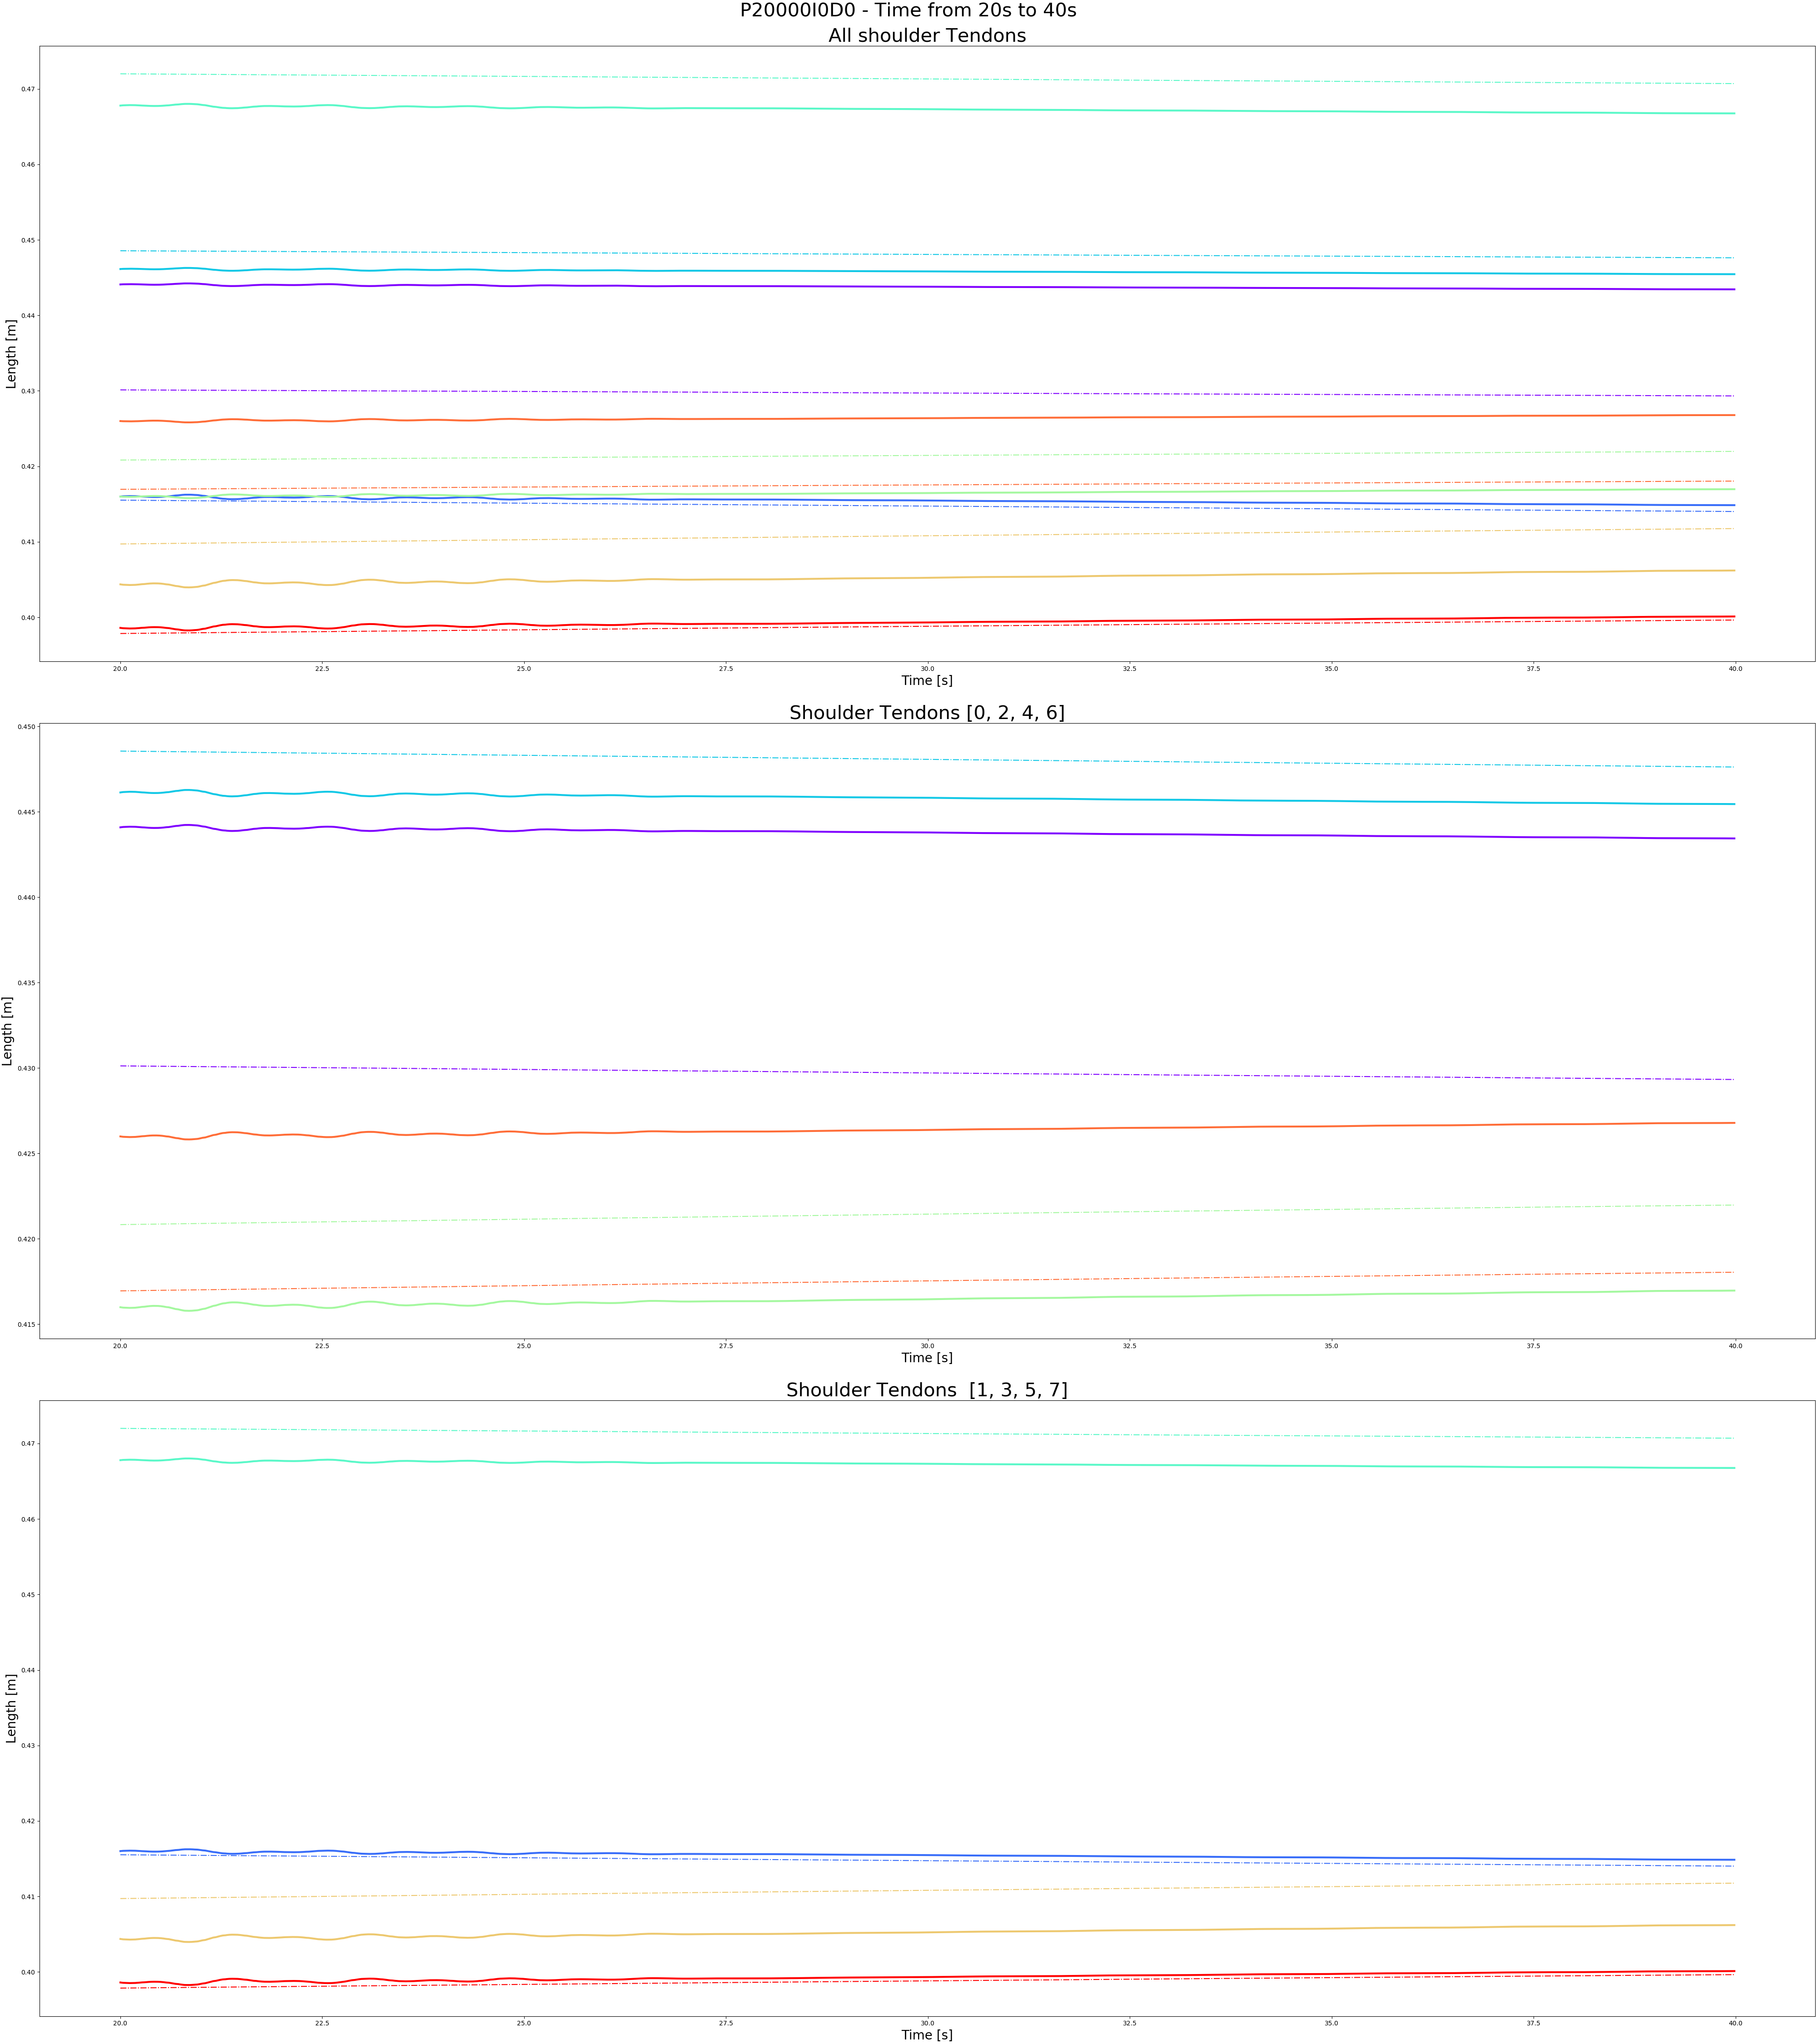 P20000I0D0 - Time from 20s to 40s
All shoulder Tendons
0.47
0.46
0.45
0.44
0.43
0.42
0.41
0.40
Length [m]
20.0 22.5 25.0 27.5 30.0 32.5 35.0 37.5 40.0
Time [s]
Shoulder Tendons [0, 2, 4, 6]
0.450
0.445
0.440
0.435
0.430
0.425
0.420
0.415
Length [m]
20.0 22.5 25.0 27.5 30.0 32.5 35.0 37.5 40.0
Time [s]
Shoulder Tendons  [1, 3, 5, 7]
0.47
0.46
0.45
0.44
0.43
0.42
0.41
0.40
Length [m]
20.0 22.5 25.0 27.5 30.0 32.5 35.0 37.5 40.0
Time [s]